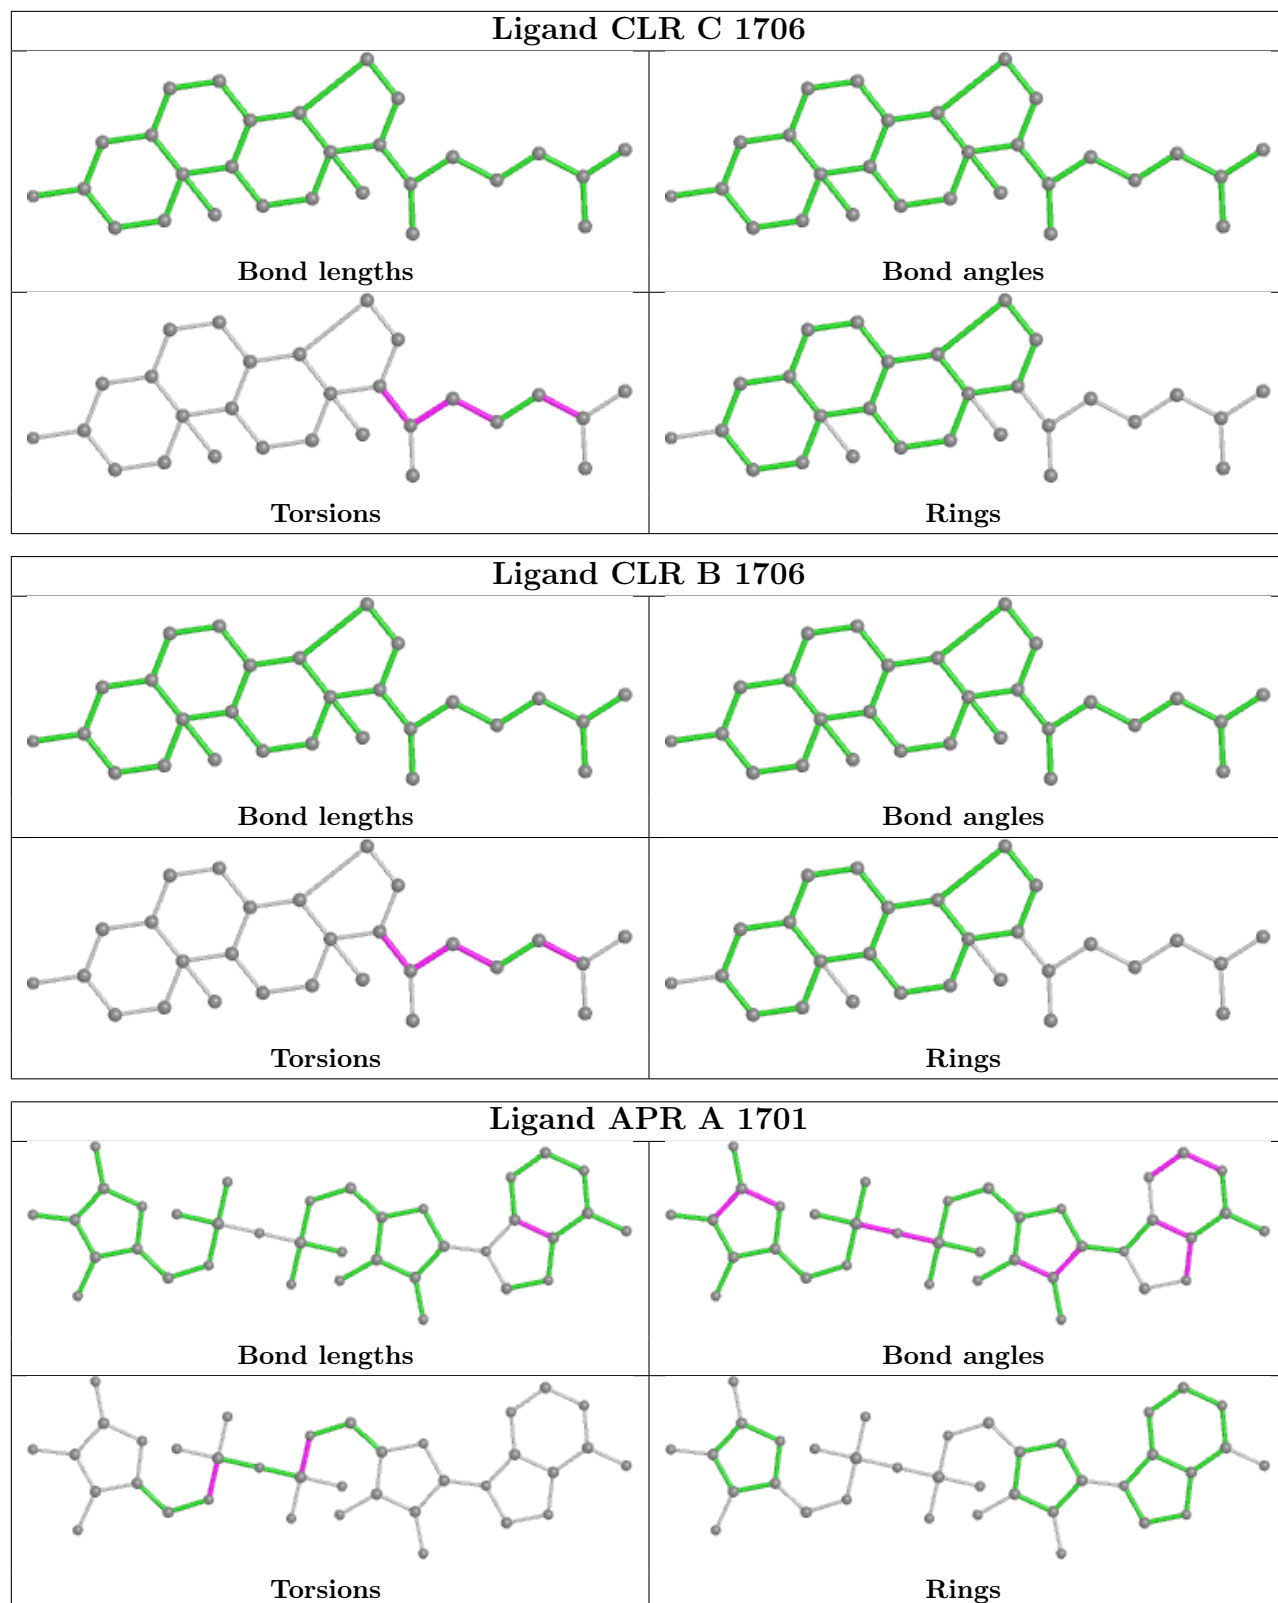 Ligand CLR C 1706
Bond lengths
Bond angles
Torsions
Rings
Ligand CLR B 1706
Bond lengths
Bond angles
Torsions
Rings
Ligand APR A 1701
Bond lengths
Bond angles
Torsions
Rings